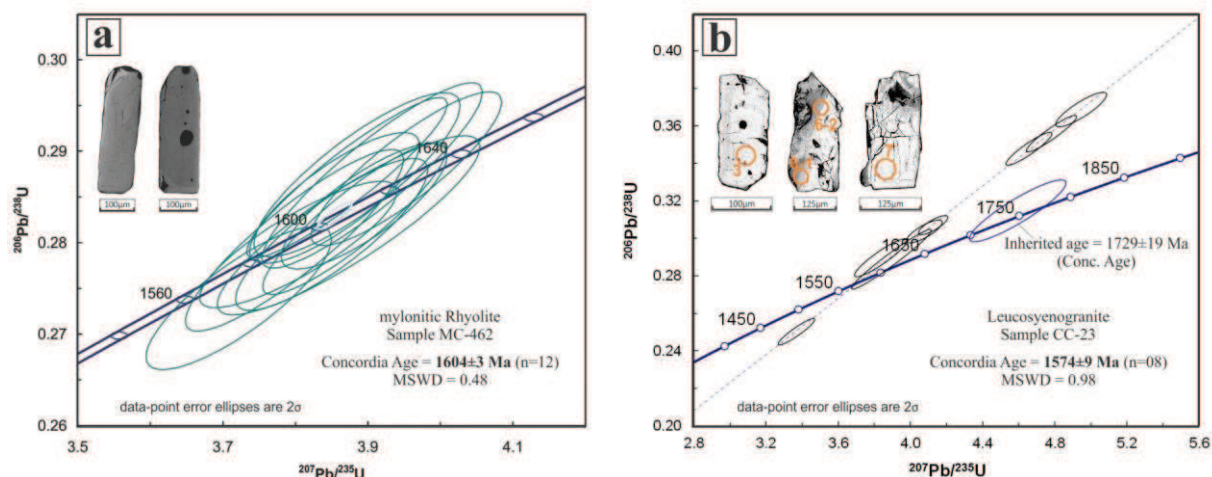 a
0.30
0.29
0.28
0.27
0.26
²⁰⁶Pb/²³⁸U
100µm
100µm
1640
1600
1560
mylonitic Rhyolite
Sample MC-462
Concordia Age = 1604±3 Ma (n=12)
MSWD = 0.48
data-point error ellipses are 2σ
3.5
3.7
3.9
4.1
²⁰⁷Pb/²³⁵U
b
0.40
0.36
0.32
0.28
0.24
0.20
²⁰⁶Pb/²³⁸U
3
6-2
7
100µm
125µm
125µm
1850
1750
1650
1550
1450
Inherited age = 1729±19 Ma
(Conc. Age)
Leucosyenogranite
Sample CC-23
Concordia Age = 1574±9 Ma (n=08)
MSWD = 0.98
data-point error ellipses are 2σ
2.8
3.2
3.6
4.0
4.4
4.8
5.2
5.6
²⁰⁷Pb/²³⁵U